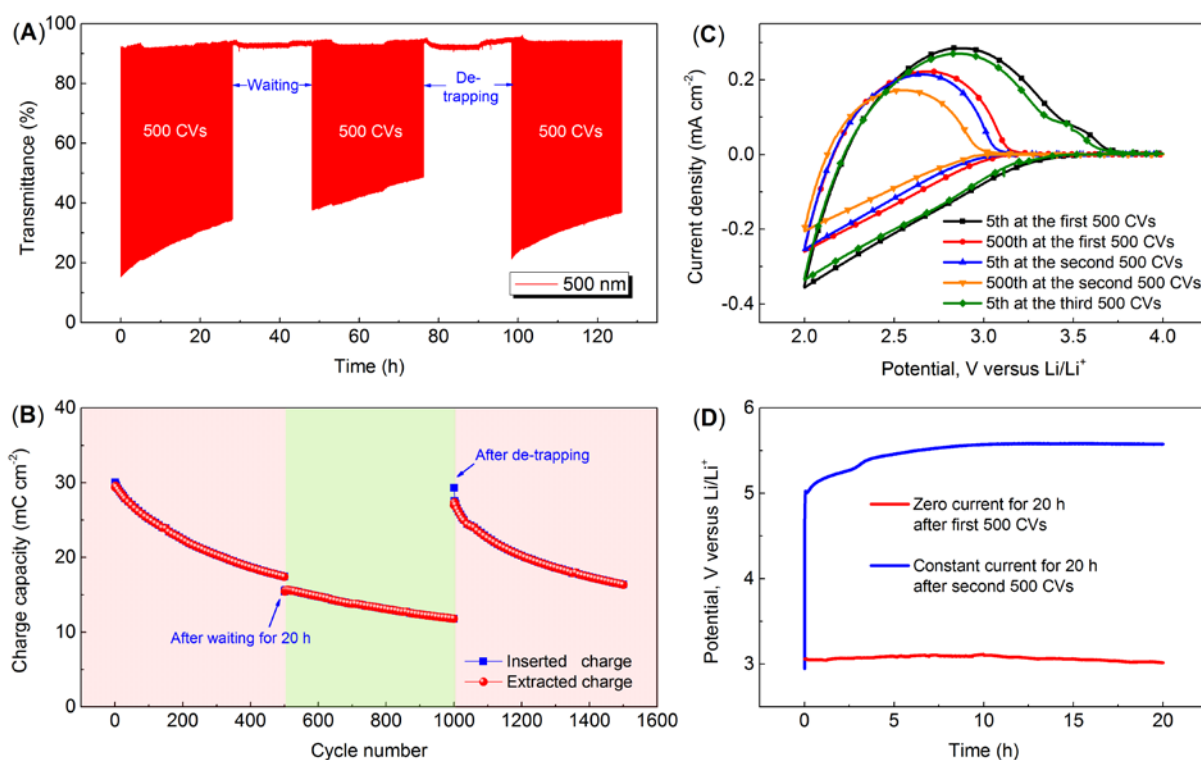 (A)
100
80
60
40
20
0
Transmittance (%)
500 CVs
Waiting
500 CVs
De-
trapping
500 CVs
500 nm
0 20 40 60 80 100 120
Time (h)
(C)
0.2
0.0
-0.2
-0.4
Current density (mA cm⁻²)
5th at the first 500 CVs
500th at the first 500 CVs
5th at the second 500 CVs
500th at the second 500 CVs
5th at the third 500 CVs
2.0 2.5 3.0 3.5 4.0
Potential, V versus Li/Li⁺
(B)
40
30
20
10
0
Charge capacity (mC cm⁻²)
After de-trapping
After waiting for 20 h
Inserted charge
Extracted charge
0 200 400 600 800 1000 1200 1400 1600
Cycle number
(D)
6
5
4
3
Potential, V versus Li/Li⁺
Zero current for 20 h
after first 500 CVs
Constant current for 20 h
after second 500 CVs
0 5 10 15 20
Time (h)